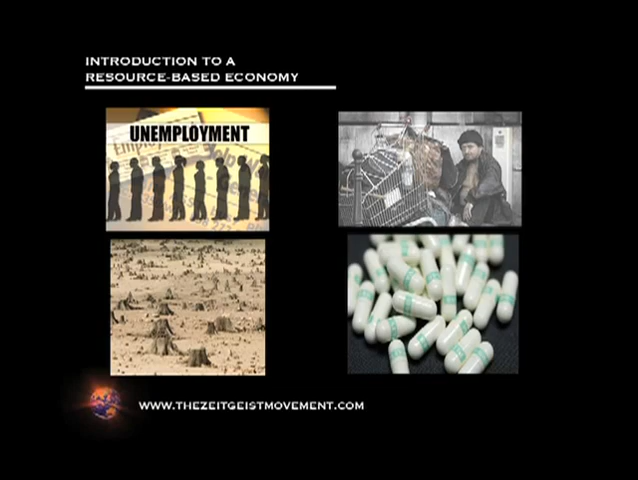 INTRODUCTION TO A
RESOURCE-BASED ECONOMY
UNEMPLOYMENT
WWW.THEZEITGEISTMOVEMENT.COM